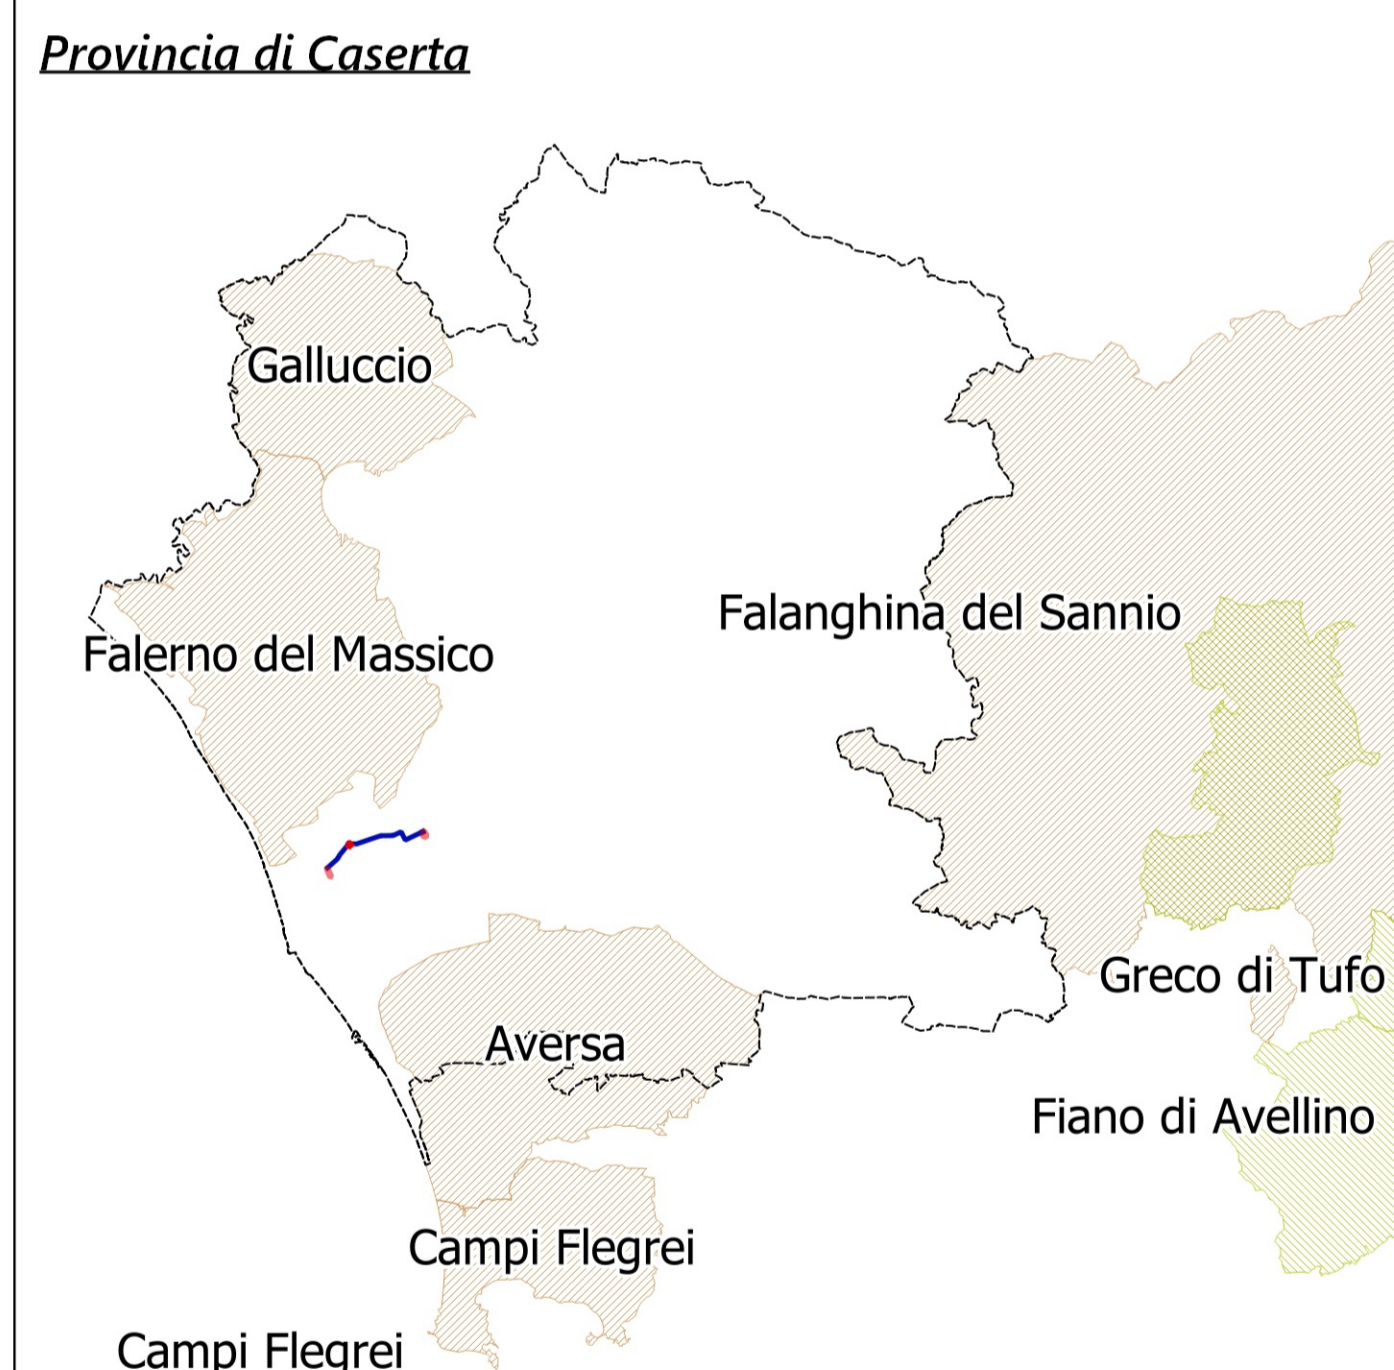 Provincia di Caserta
Galluccio
Falanghina del Sannio
Falerno del Massico
Greco di Tufo
Aversa
Fiano di Avellino
Campi Flegrei
Campi Flegrei